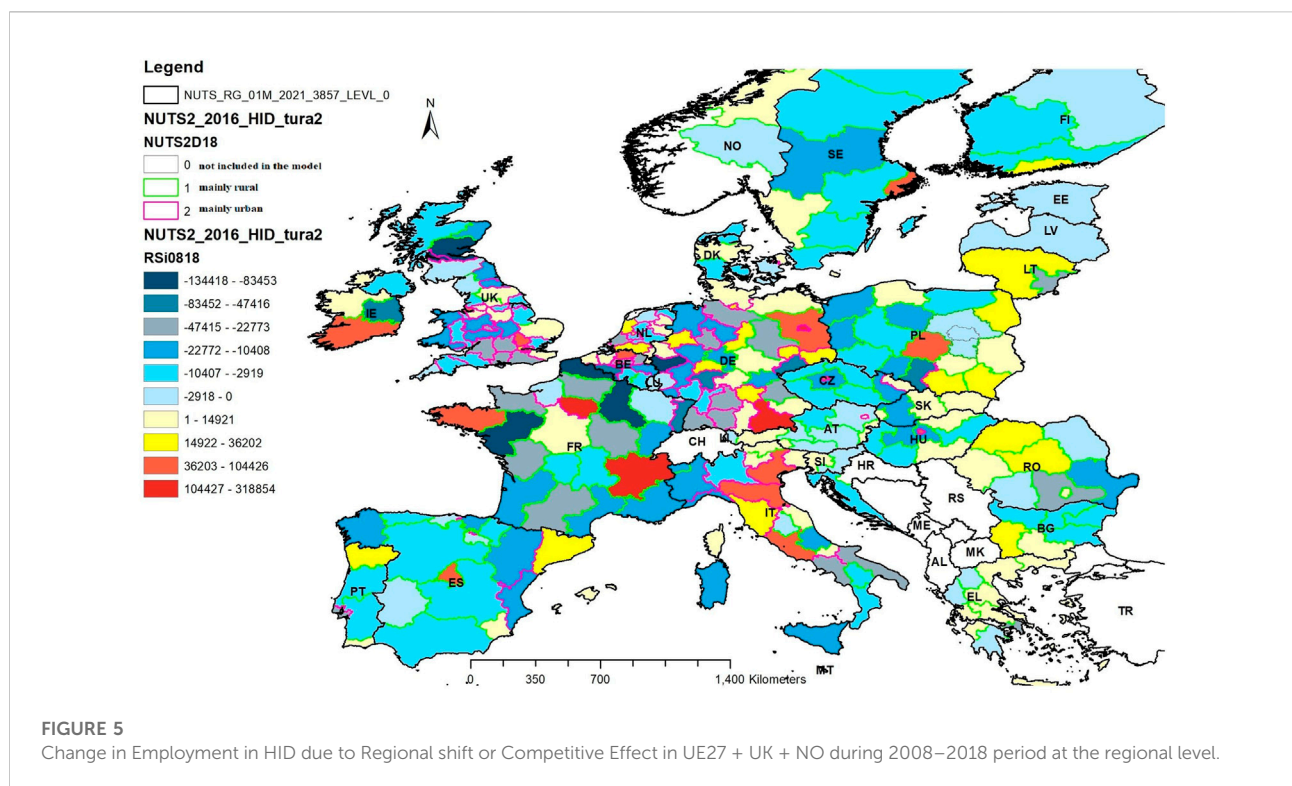 Legend
NUTS_RG_01M_2021_3857_LEVL_0
NUTS2_2016_HID_tura2
NUTS2D18
0 not included in the model
1 mainly rural
2 mainly urban
NUTS2_2016_HID_tura2
RSi0818
-134418 - -83453
-83452 - -47416
-47415 - -22773
-22772 - -10408
-10407 - -2919
-2918 - 0
1 - 14921
14922 - 36202
36203 - 104426
104427 - 318854
N
NO
SE
FI
EE
LV
LT
DK
UK
IE
NL
BE
DE
PL
CZ
SK
FR
CH
AT
HU
SI
HR
RO
RS
IT
BG
ME
MK
AL
PT
ES
EL
TR
MT
0 350 700 1,400 Kilometers
FIGURE 5
Change in Employment in HID due to Regional shift or Competitive Effect in UE27 + UK + NO during 2008–2018 period at the regional level.